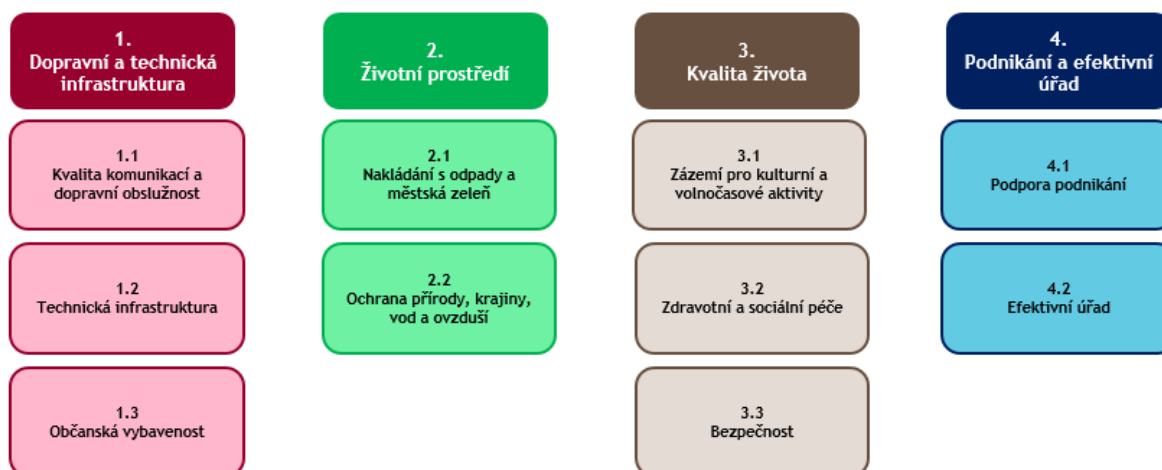 1.
Dopravní a technická
infrastruktura
2.
Životní prostředí
3.
Kvalita života
4.
Podnikání a efektivní
úřad
1.1
Kvalita komunikací a
dopravní obslužnost
2.1
Nakládání s odpady a
městská zeleň
3.1
Zázemí pro kulturní a
volnočasové aktivity
4.1
Podpora podnikání
1.2
Technická infrastruktura
2.2
Ochrana přírody, krajiny,
vod a ovzduší
3.2
Zdravotní a sociální péče
4.2
Efektivní úřad
1.3
Občanská vybavenost
3.3
Bezpečnost